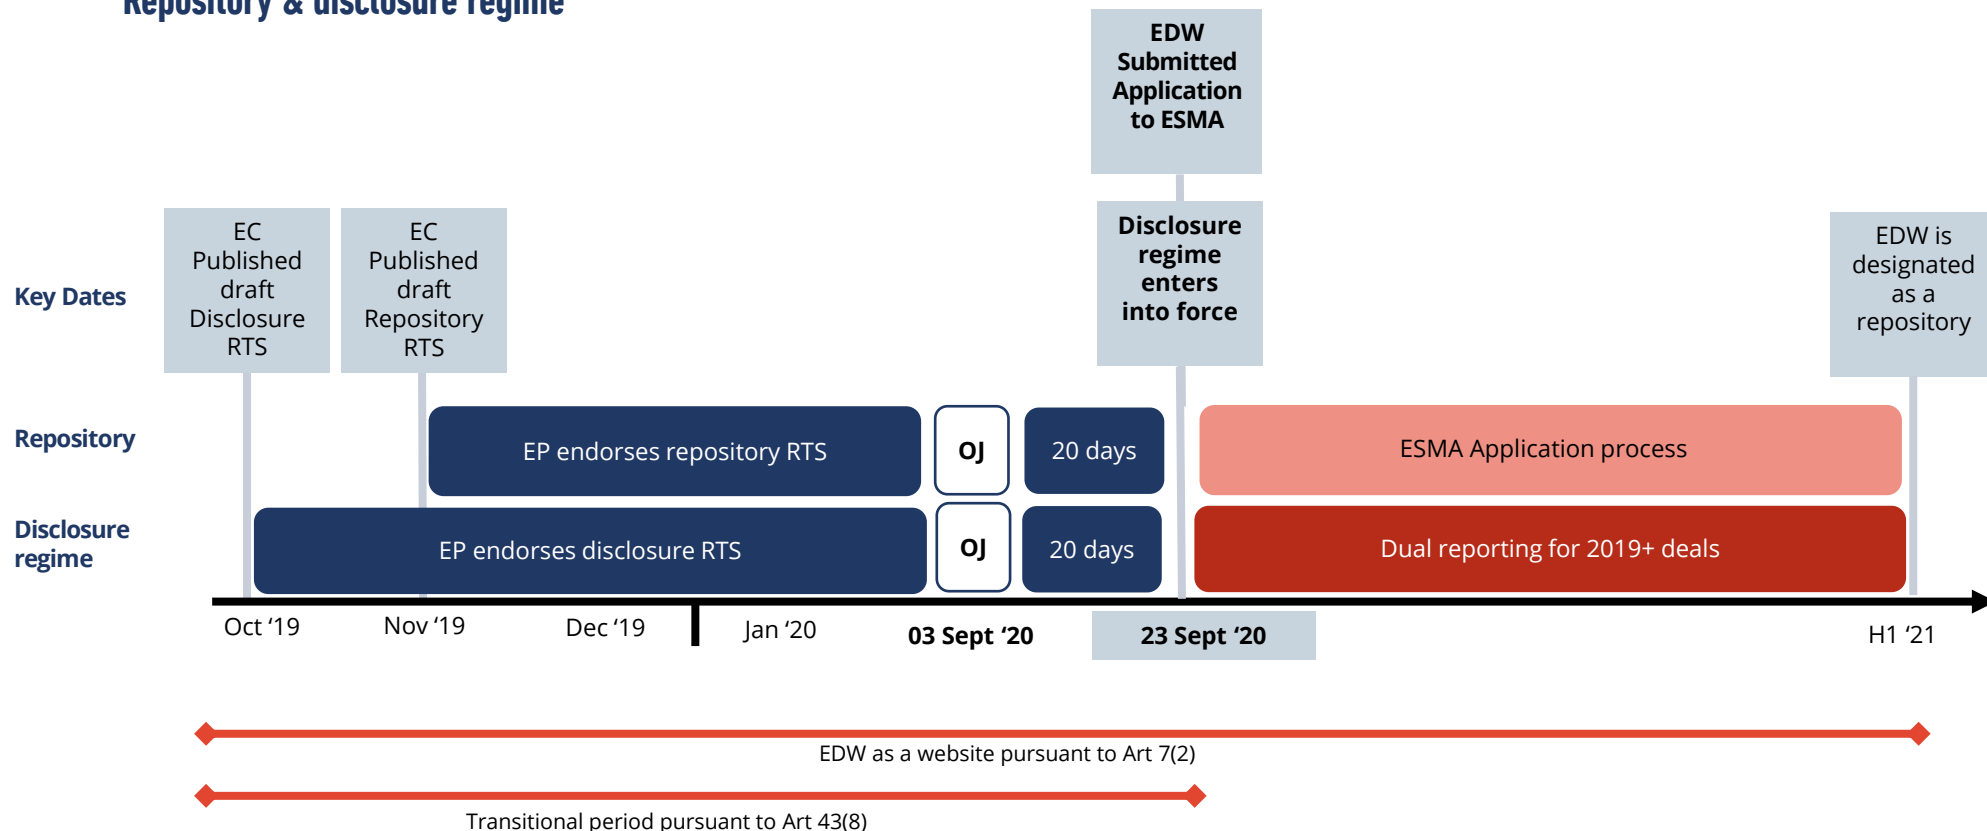 Repository & disclosure regime
EDW
Submitted
Application
to ESMA
EC
Published
draft
Disclosure
RTS
EC
Published
draft
Repository
RTS
Disclosure
regime
enters
into force
EDW is
designated
as a
repository
Key Dates
Repository
EP endorses repository RTS
OJ
20 days
ESMA Application process
Disclosure
regime
EP endorses disclosure RTS
OJ
20 days
Dual reporting for 2019+ deals
Oct ‘19
Nov ‘19
Dec ‘19
Jan ‘20
03 Sept ‘20
23 Sept ‘20
H1 ‘21
EDW as a website pursuant to Art 7(2)
Transitional period pursuant to Art 43(8)